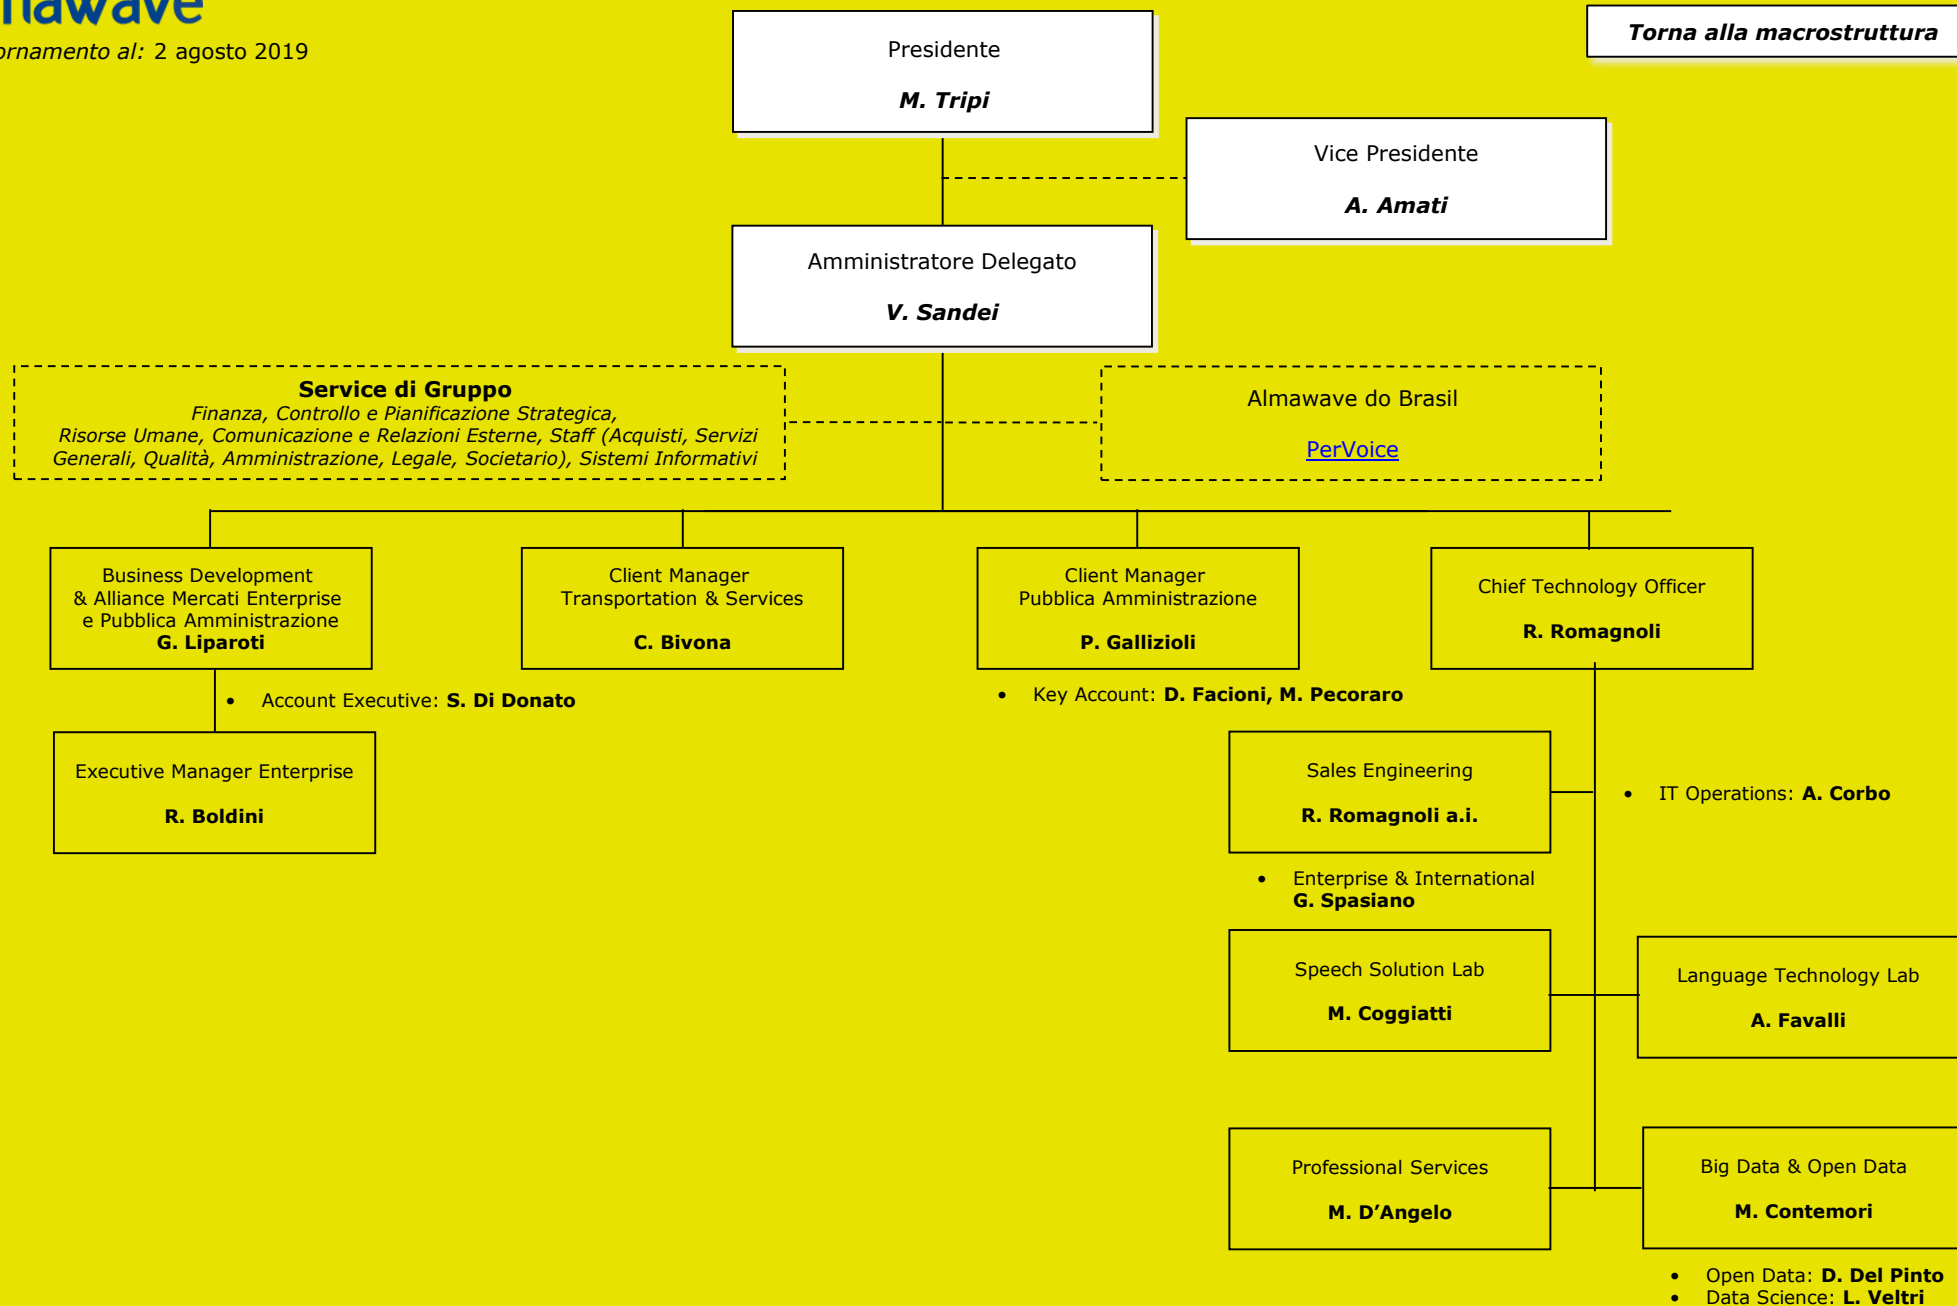 2 agosto 2019
Torna alla macrostruttura
Presidente
M. Tripi
Vice Presidente
A. Amati
Amministratore Delegato
V. Sandei
Service di Gruppo
Finanza, Controllo e Pianificazione Strategica,
Risorse Umane, Comunicazione e Relazioni Esterne, Staff (Acquisti, Servizi
Generali, Qualità, Amministrazione, Legale, Societario), Sistemi Informativi
Almawave do Brasil
PerVoice
Business Development
& Alliance Mercati Enterprise
e Pubblica Amministrazione
G. Liparoti
Client Manager
Transportation & Services
C. Bivona
Client Manager
Pubblica Amministrazione
P. Gallizioli
Chief Technology Officer
R. Romagnoli
• Account Executive: S. Di Donato
• Key Account: D. Facioni, M. Pecoraro
Executive Manager Enterprise
R. Boldini
Sales Engineering
R. Romagnoli a.i.
• IT Operations: A. Corbo
• Enterprise & International
G. Spasiano
Speech Solution Lab
M. Coggiatti
Language Technology Lab
A. Favalli
Professional Services
M. D’Angelo
Big Data & Open Data
M. Contemori
• Open Data: D. Del Pinto
• Data Science: L. Veltri